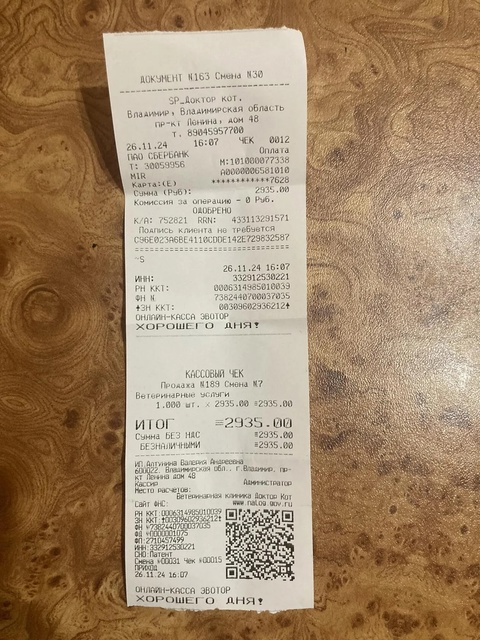 ДОКУМЕНТ N163 Смена N30
SP_Доктор кот.
Владимир, Владимирская область
пр-кт Ленина, дом 48
т. 89045957700
26.11.24 16:07 ЧЕК 0012
ПАО СБЕРБАНК Оплата
Т: 30059956 М:101000077338
MIR A0000006581010
Карта:(E) ************7628
Сумма (Руб): 2935.00
Комиссия за операцию - 0 Руб.
ОДОБРЕНО
К/А: 752821 RRN: 433113291571
Подпись клиента не требуется
C96E023A6BE4110CDDE142E729832587
================================
~S
26.11.24 16:07
ИНН: 332912530221
РН ККТ: 0006314985010039
ФН N 7382440700037035
↟ЗН ККТ: 00309602936212↟
ОНЛАЙН-КАССА ЭВОТОР
ХОРОШЕГО ДНЯ!
КАССОВЫЙ ЧЕК
Продажа N189 Смена N7
Ветеринарные услуги
1.000 шт. x 2935.00 =2935.00
ИТОГ =2935.00
Сумма БЕЗ НДС =2935.00
БЕЗНАЛИЧНЫМИ =2935.00
ИП Алтунина Валерия Андреевна
600022, Владимирская обл., г.Владимир, пр-
кт Ленина дом 48
Кассир Администратор
Место расчетов:
Ветеринарная клиника Доктор Кот
Сайт ФНС: www.nalog.gov.ru
РН ККТ:0006314985010039
ЗН ККТ:↟00309602936212↟
ФН:7382440700037035
ФД:0000001075
ФП:2710457499
ИНН:332912530221
СНО:Патент
Смена #00031 Чек #00015
ПРИХОД
26.11.24 16:07
ОНЛАЙН-КАССА ЭВОТОР
ХОРОШЕГО ДНЯ!